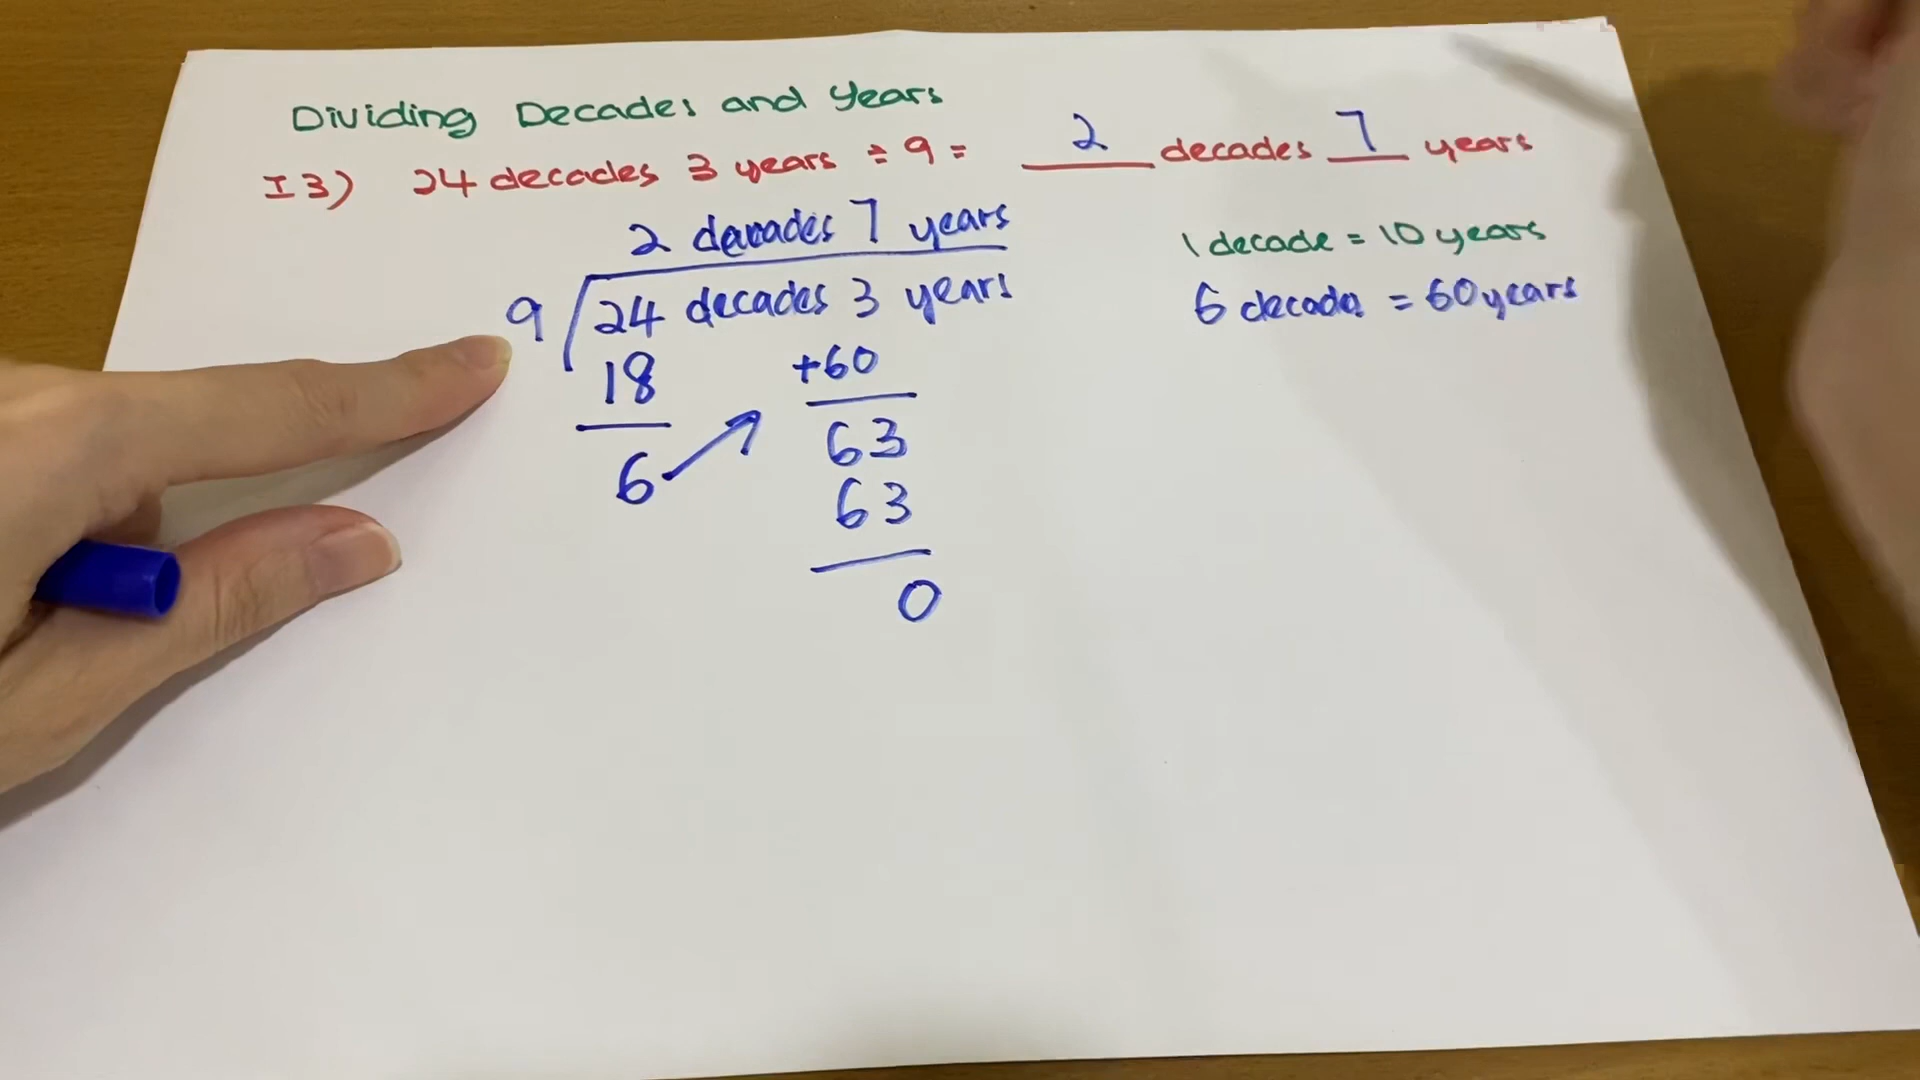 Dividing Decades and Years
I3) 24 decades 3 years ÷ 9 = 2 decades 7 years
2 decades 7 years
1 decade = 10 years
9 24 decades 3 years
6 decades = 60 years
18 +60
6 63
63
0